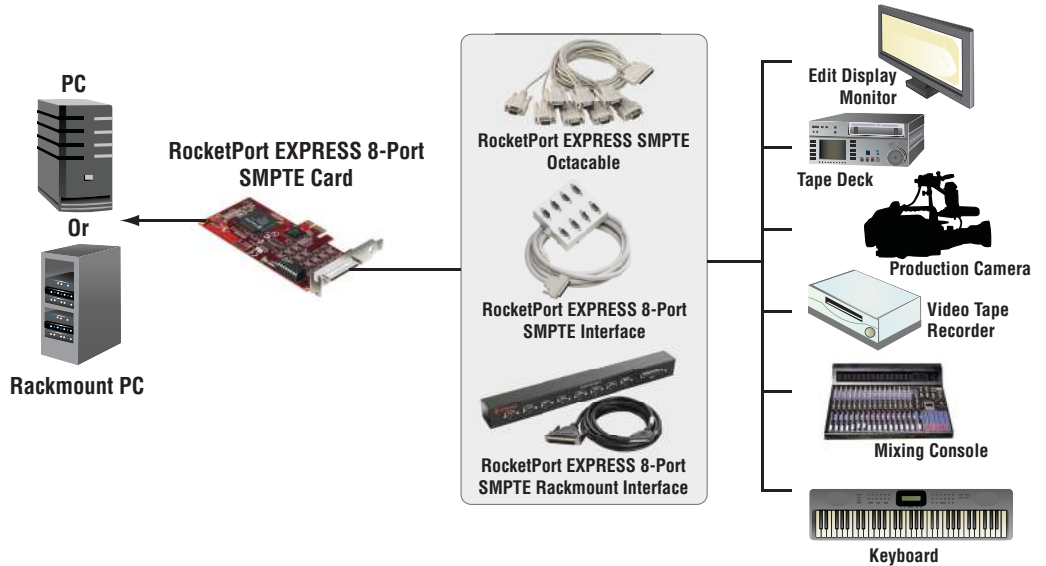 PC
Or
Rackmount PC
RocketPort EXPRESS 8-Port
SMPTE Card
RocketPort EXPRESS SMPTE
Octacable
RocketPort EXPRESS 8-Port
SMPTE Interface
RocketPort EXPRESS 8-Port
SMPTE Rackmount Interface
Edit Display
Monitor
Tape Deck
Production Camera
Video Tape
Recorder
Mixing Console
Keyboard